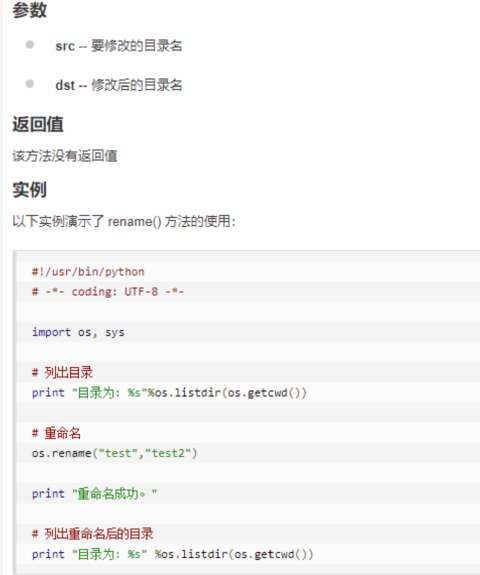 参数
src -- 要修改的目录名
dst -- 修改后的目录名
返回值
该方法没有返回值
实例
以下实例演示了 rename() 方法的使用：
#!/usr/bin/python
# -*- coding: UTF-8 -*-
import os, sys
# 列出目录
print "目录为: %s"%os.listdir(os.getcwd())
# 重命名
os.rename("test","test2")
print "重命名成功。"
# 列出重命名后的目录
print "目录为: %s" %os.listdir(os.getcwd())